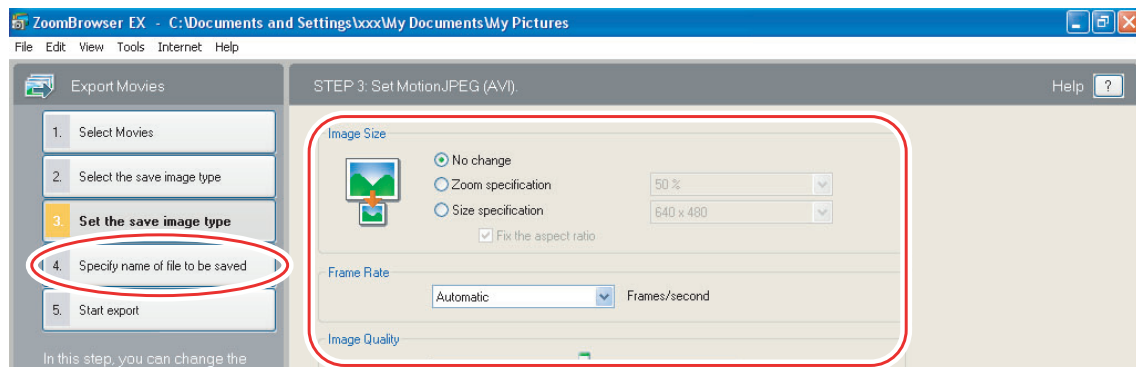 ZoomBrowser EX - C:\Documents and Settings\xxx\My Documents\My Pictures
File Edit View Tools Internet Help
Export Movies
STEP 3: Set MotionJPEG (AVI).
Help ?
1. Select Movies
2. Select the save image type
3. Set the save image type
4. Specify name of file to be saved
5. Start export
In this step, you can change the
Image Size
No change
Zoom specification 50 %
Size specification 640 x 480
Fix the aspect ratio
Frame Rate
Automatic Frames/second
Image Quality